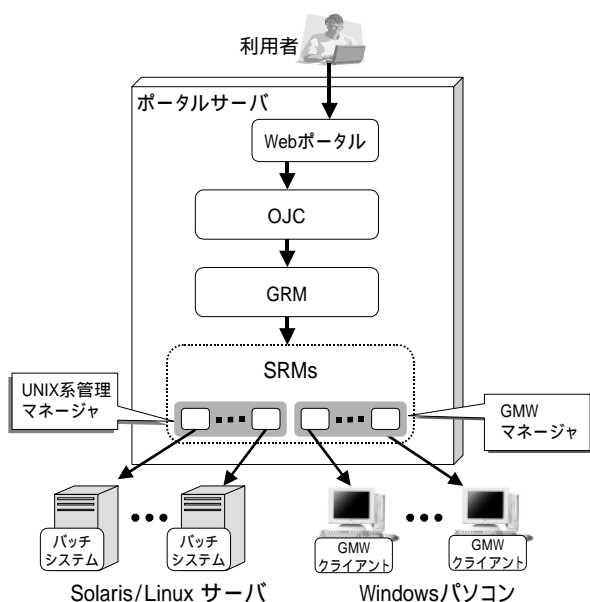 利用者
ポータルサーバ
Webポータル
OJC
GRM
SRMs
UNIX系管理
マネージャ
GMW
マネージャ
バッチ
システム
バッチ
システム
GMW
クライアント
GMW
クライアント
Solaris/Linux サーバ
Windowsパソコン